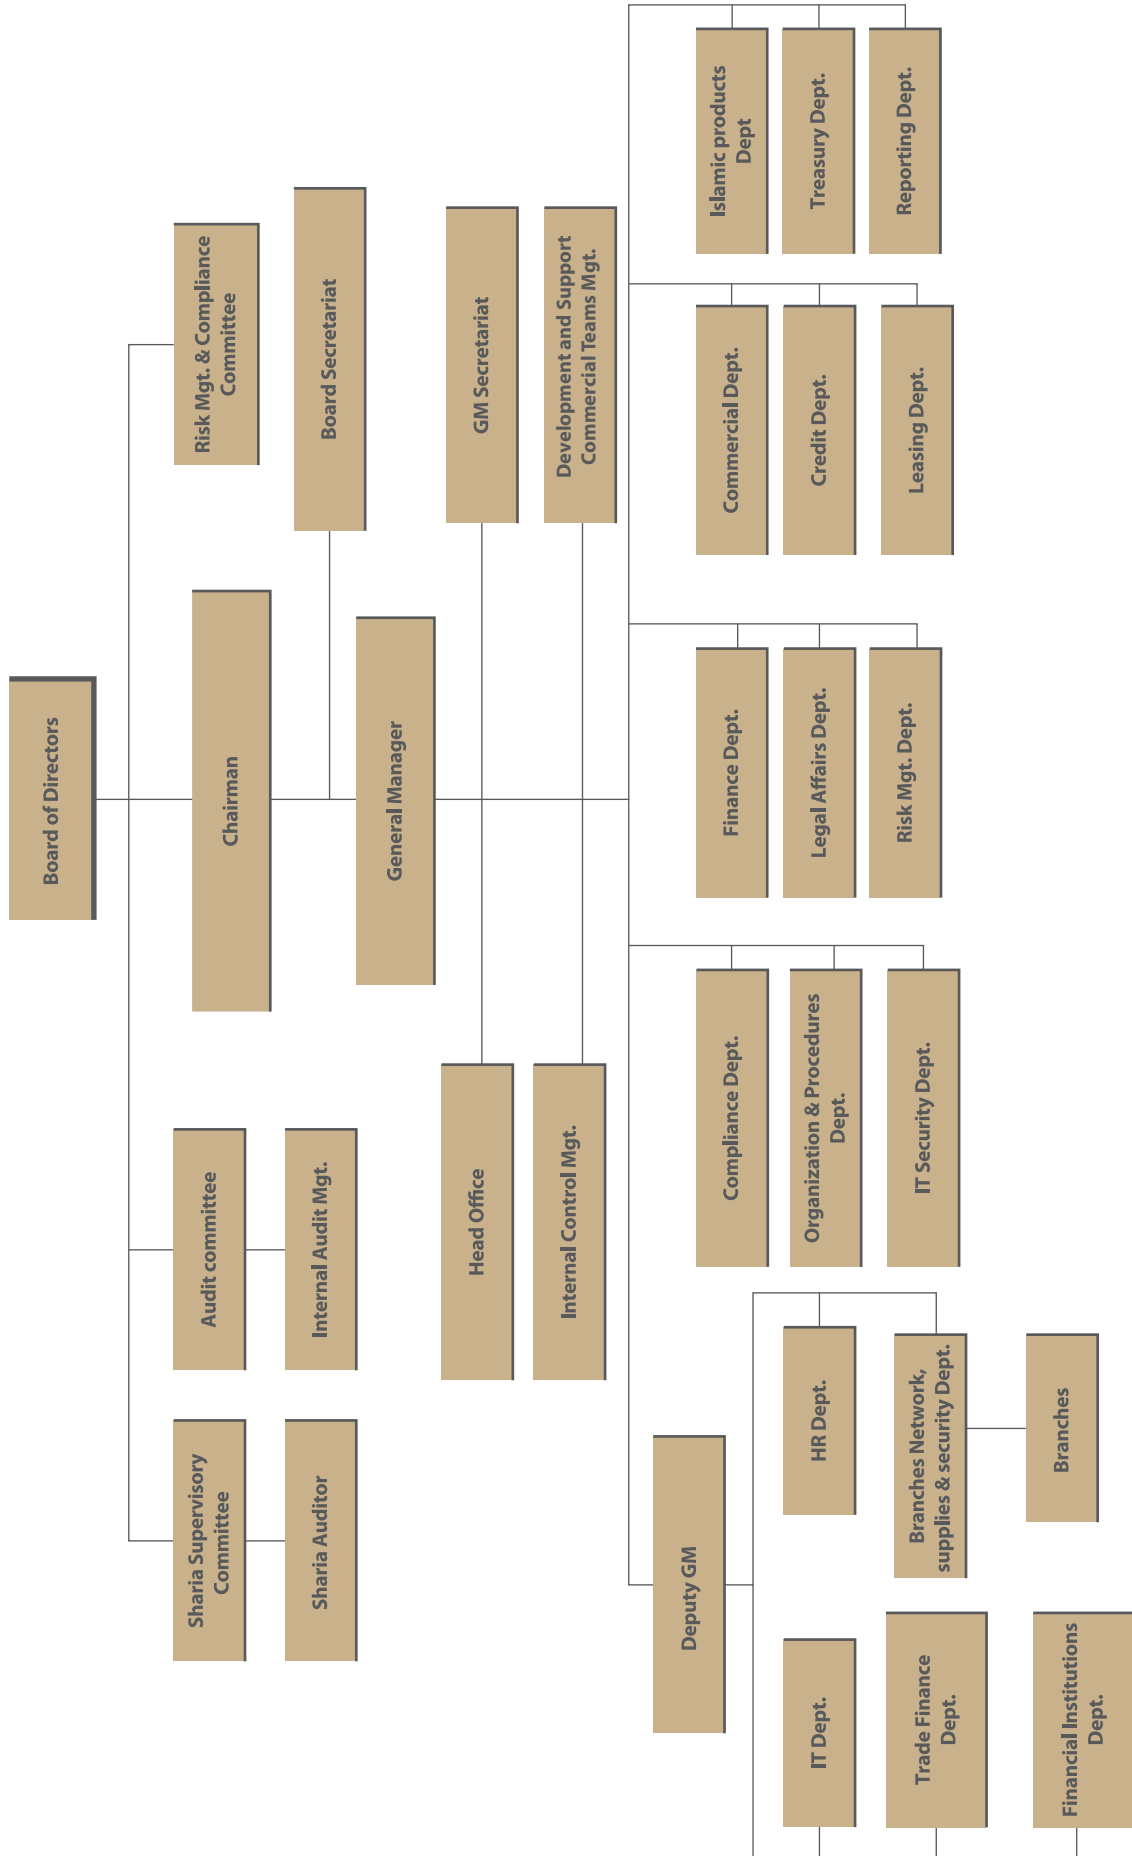 Board of Directors
Sharia Supervisory
Committee
Audit committee
Risk Mgt. & Compliance
Committee
Chairman
Sharia Auditor
Internal Audit Mgt.
Board Secretariat
General Manager
Head Office
GM Secretariat
Internal Control Mgt.
Development and Support
Commercial Teams Mgt.
Deputy GM
IT Dept.
Trade Finance
Dept.
Financial Institutions
Dept.
HR Dept.
Branches Network,
supplies & security Dept.
Branches
Compliance Dept.
Organization & Procedures
Dept.
IT Security Dept.
Finance Dept.
Legal Affairs Dept.
Risk Mgt. Dept.
Commercial Dept.
Credit Dept.
Leasing Dept.
Islamic products
Dept
Treasury Dept.
Reporting Dept.